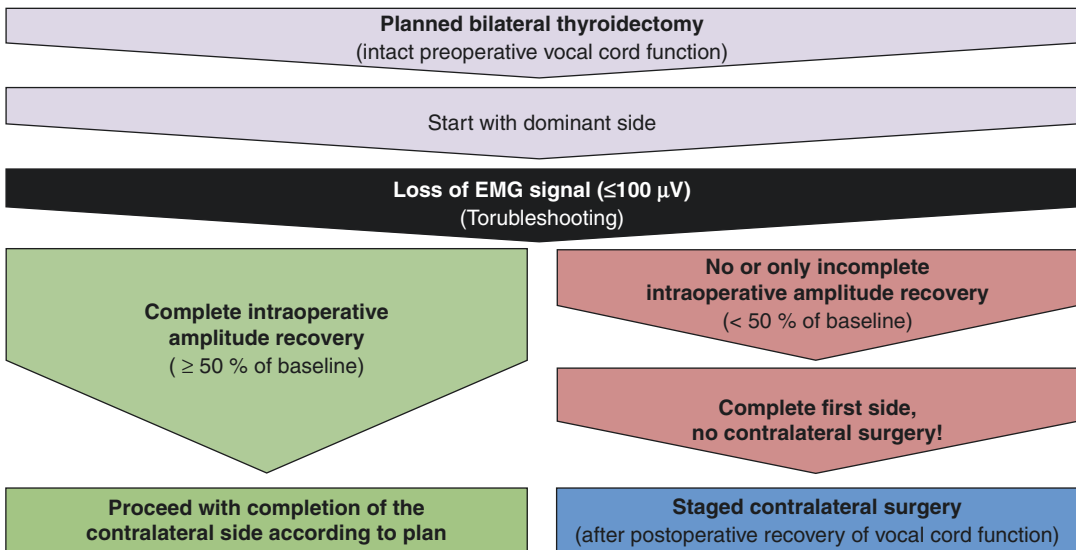 Planned bilateral thyroidectomy
(intact preoperative vocal cord function)
Start with dominant side
Loss of EMG signal (≤100 μV)
(Torubleshooting)
Complete intraoperative
amplitude recovery
( ≥ 50 % of baseline)
No or only incomplete
intraoperative amplitude recovery
(< 50 % of baseline)
Complete first side,
no contralateral surgery!
Proceed with completion of the
contralateral side according to plan
Staged contralateral surgery
(after postoperative recovery of vocal cord function)